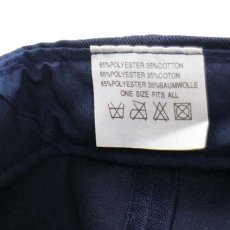 65%POLYESTER 35%COTTON
65%POLYESTER 35%COTON
65%POLYESTER 35%BAUMWOLLE
ONE SIZE FITS ALL